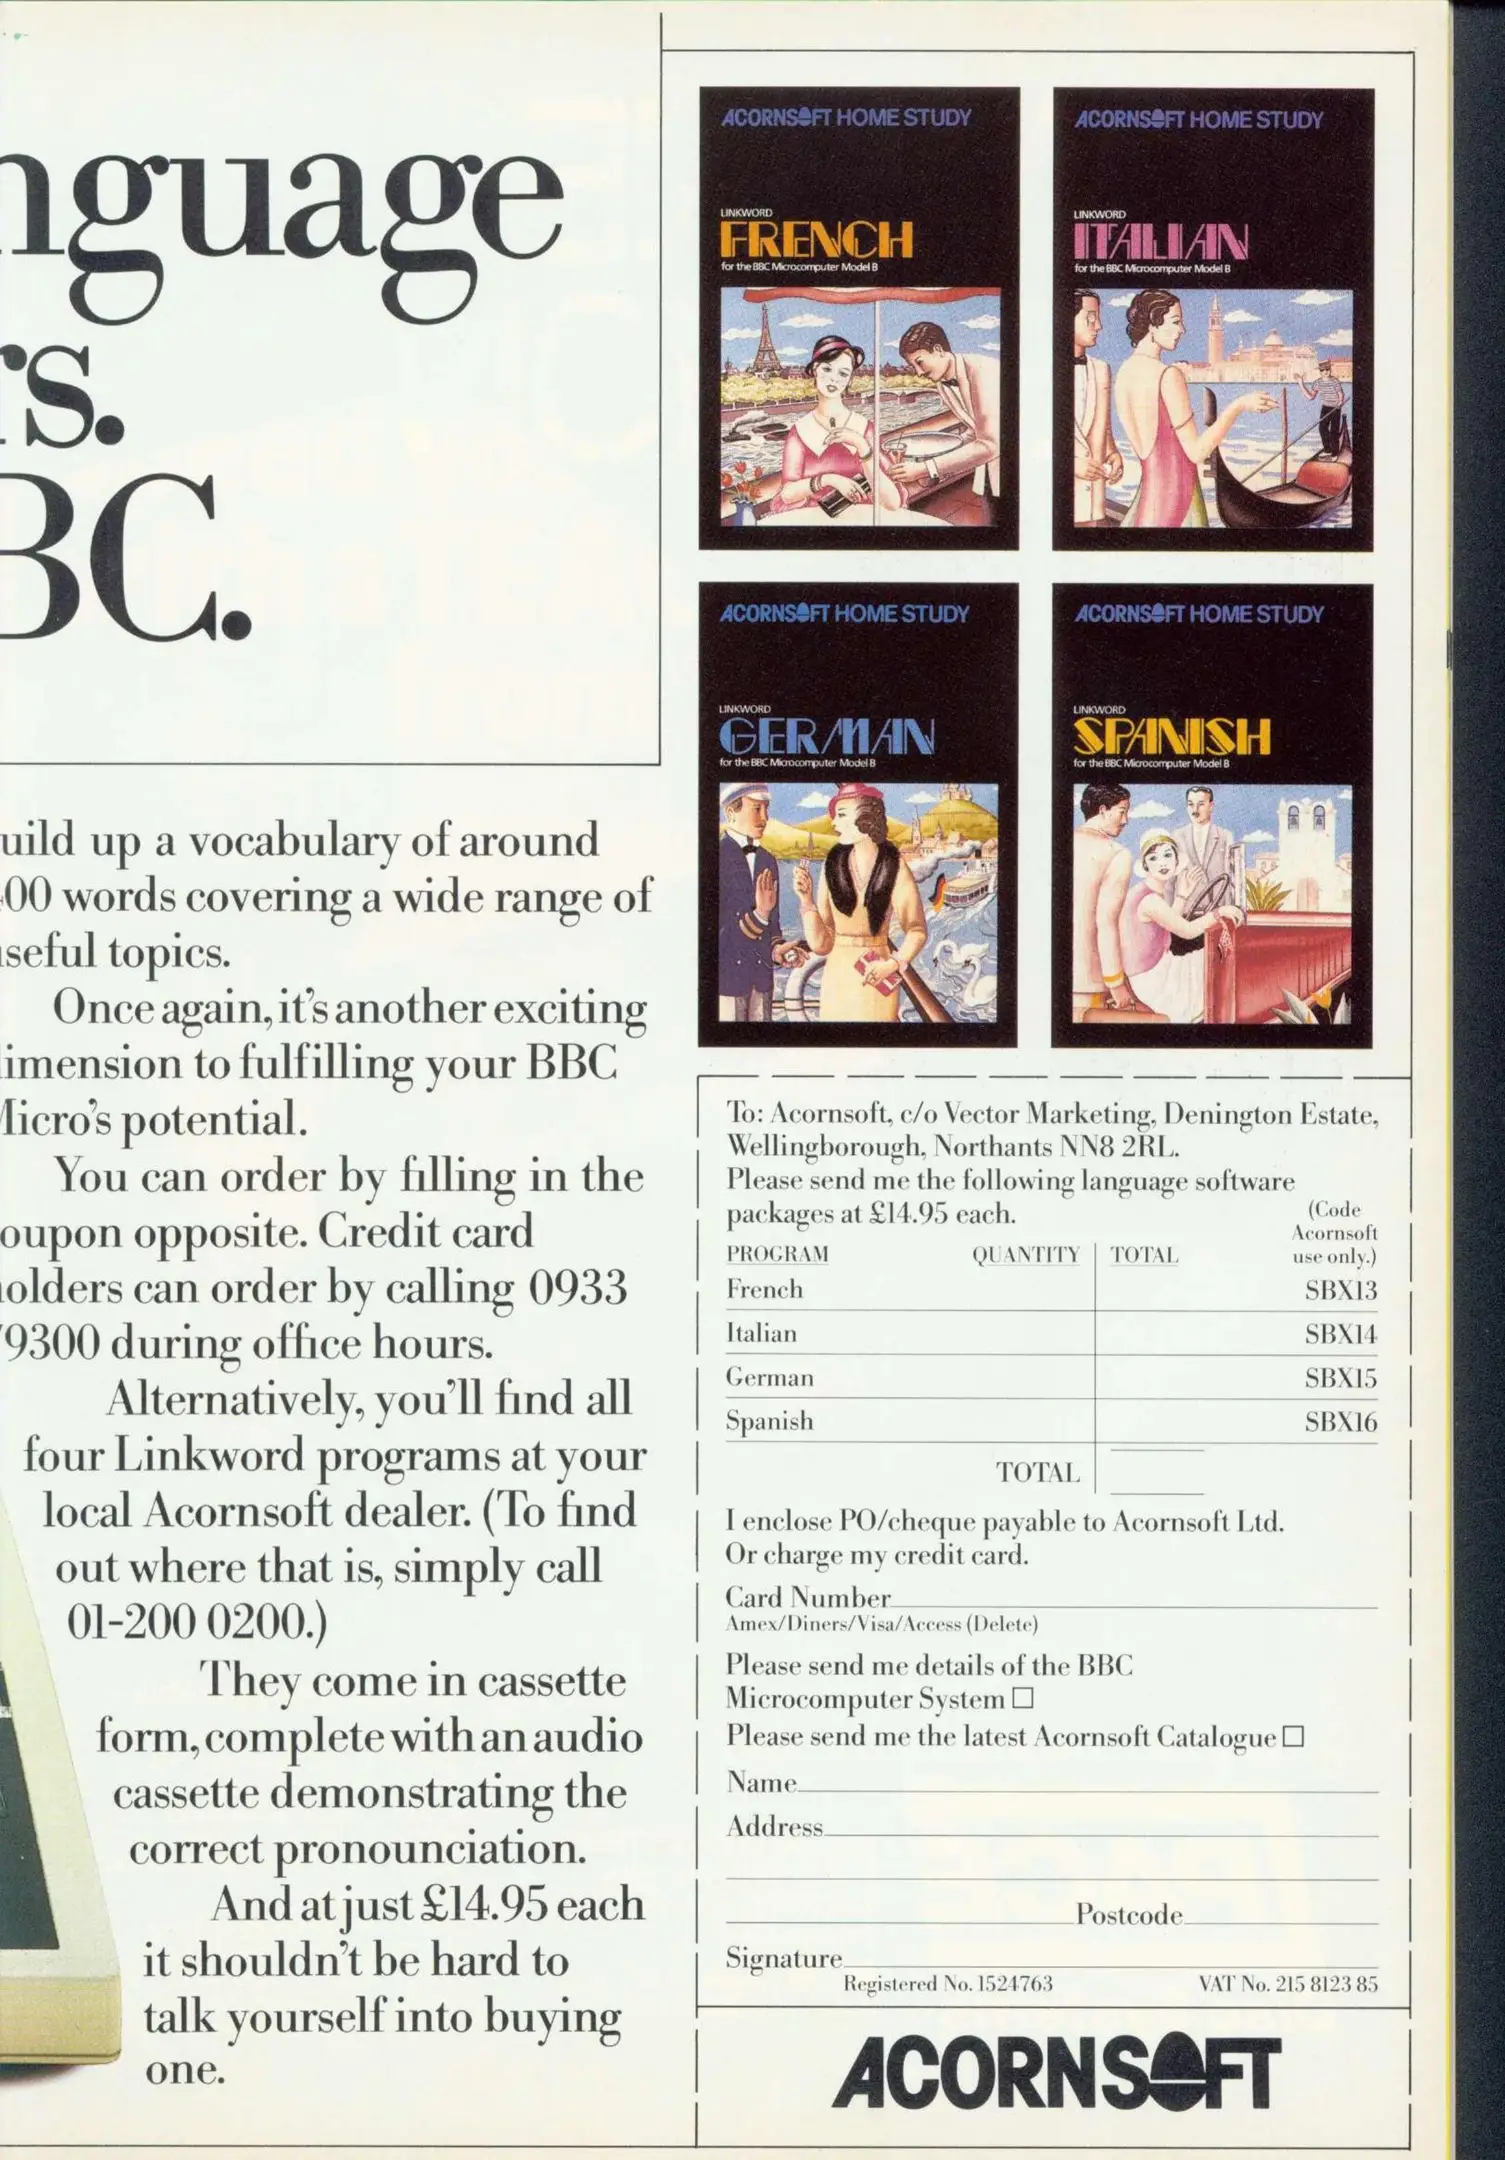 nguage
rs.
BC.
uild up a vocabulary of around
00 words covering a wide range of
seful topics.
Once again, it's another exciting
imension to fulfilling your BBC
Micro's potential.
You can order by filling in the
oupon opposite. Credit card
olders can order by calling 0933
79300 during office hours.
Alternatively, you'll find all
four Linkword programs at your
local Acornsoft dealer. (To find
out where that is, simply call
01-200 0200.)
They come in cassette
form, complete with an audio
cassette demonstrating the
correct pronounciation.
And at just £14.95 each
it shouldn't be hard to
talk yourself into buying
one.
ACORNSOFT HOME STUDY
LINKWORD
FRENCH
for the BBC Microcomputer Model B
ACORNSOFT HOME STUDY
LINKWORD
ITALIAN
for the BBC Microcomputer Model B
ACORNSOFT HOME STUDY
LINKWORD
GERMAN
for the BBC Microcomputer Model B
ACORNSOFT HOME STUDY
LINKWORD
SPANISH
for the BBC Microcomputer Model B
To: Acornsoft, c/o Vector Marketing, Denington Estate,
Wellingborough, Northants NN8 2RL.
Please send me the following language software
packages at £14.95 each.
(Code
Acornsoft
use only.)
PROGRAM QUANTITY TOTAL
French SBX13
Italian SBX14
German SBX15
Spanish SBX16
TOTAL
I enclose PO/cheque payable to Acornsoft Ltd.
Or charge my credit card.
Card Number
Amex/Diners/Visa/Access (Delete)
Please send me details of the BBC
Microcomputer System
Please send me the latest Acornsoft Catalogue
Name
Address
Postcode
Signature
Registered No. 1524763 VAT No. 215 8123 85
ACORNSOFT